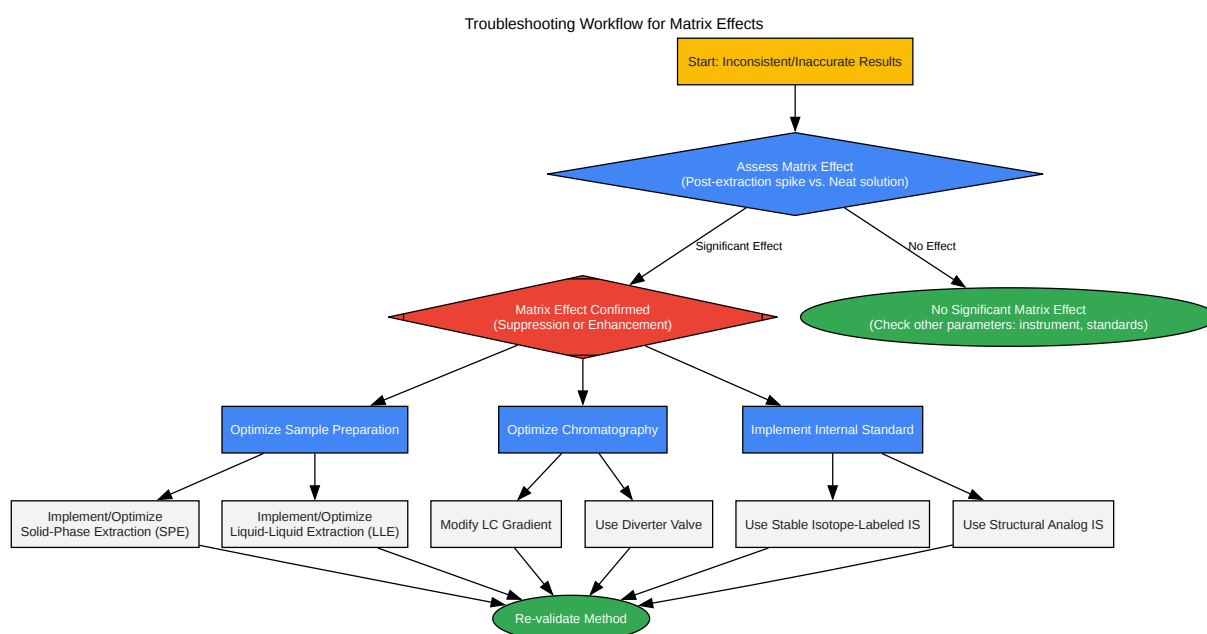 Troubleshooting Workflow for Matrix Effects
Start: Inconsistent/Inaccurate Results
Assess Matrix Effect
(Post-extraction spike vs. Neat solution)
Significant Effect
No Effect
Matrix Effect Confirmed
(Suppression or Enhancement)
No Significant Matrix Effect
(Check other parameters: instrument, standards)
Optimize Sample Preparation
Optimize Chromatography
Implement Internal Standard
Implement/Optimize
Solid-Phase Extraction (SPE)
Implement/Optimize
Liquid-Liquid Extraction (LLE)
Modify LC Gradient
Use Diverter Valve
Use Stable Isotope-Labeled IS
Use Structural Analog IS
Re-validate Method